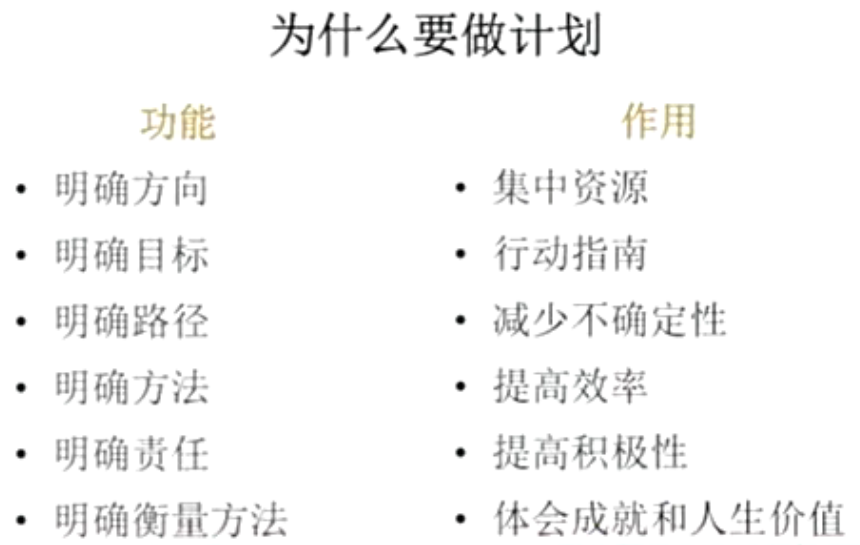 为什么要做计划
功能
• 明确方向
• 明确目标
• 明确路径
• 明确方法
• 明确责任
• 明确衡量方法
作用
• 集中资源
• 行动指南
• 减少不确定性
• 提高效率
• 提高积极性
• 体会成就和人生价值